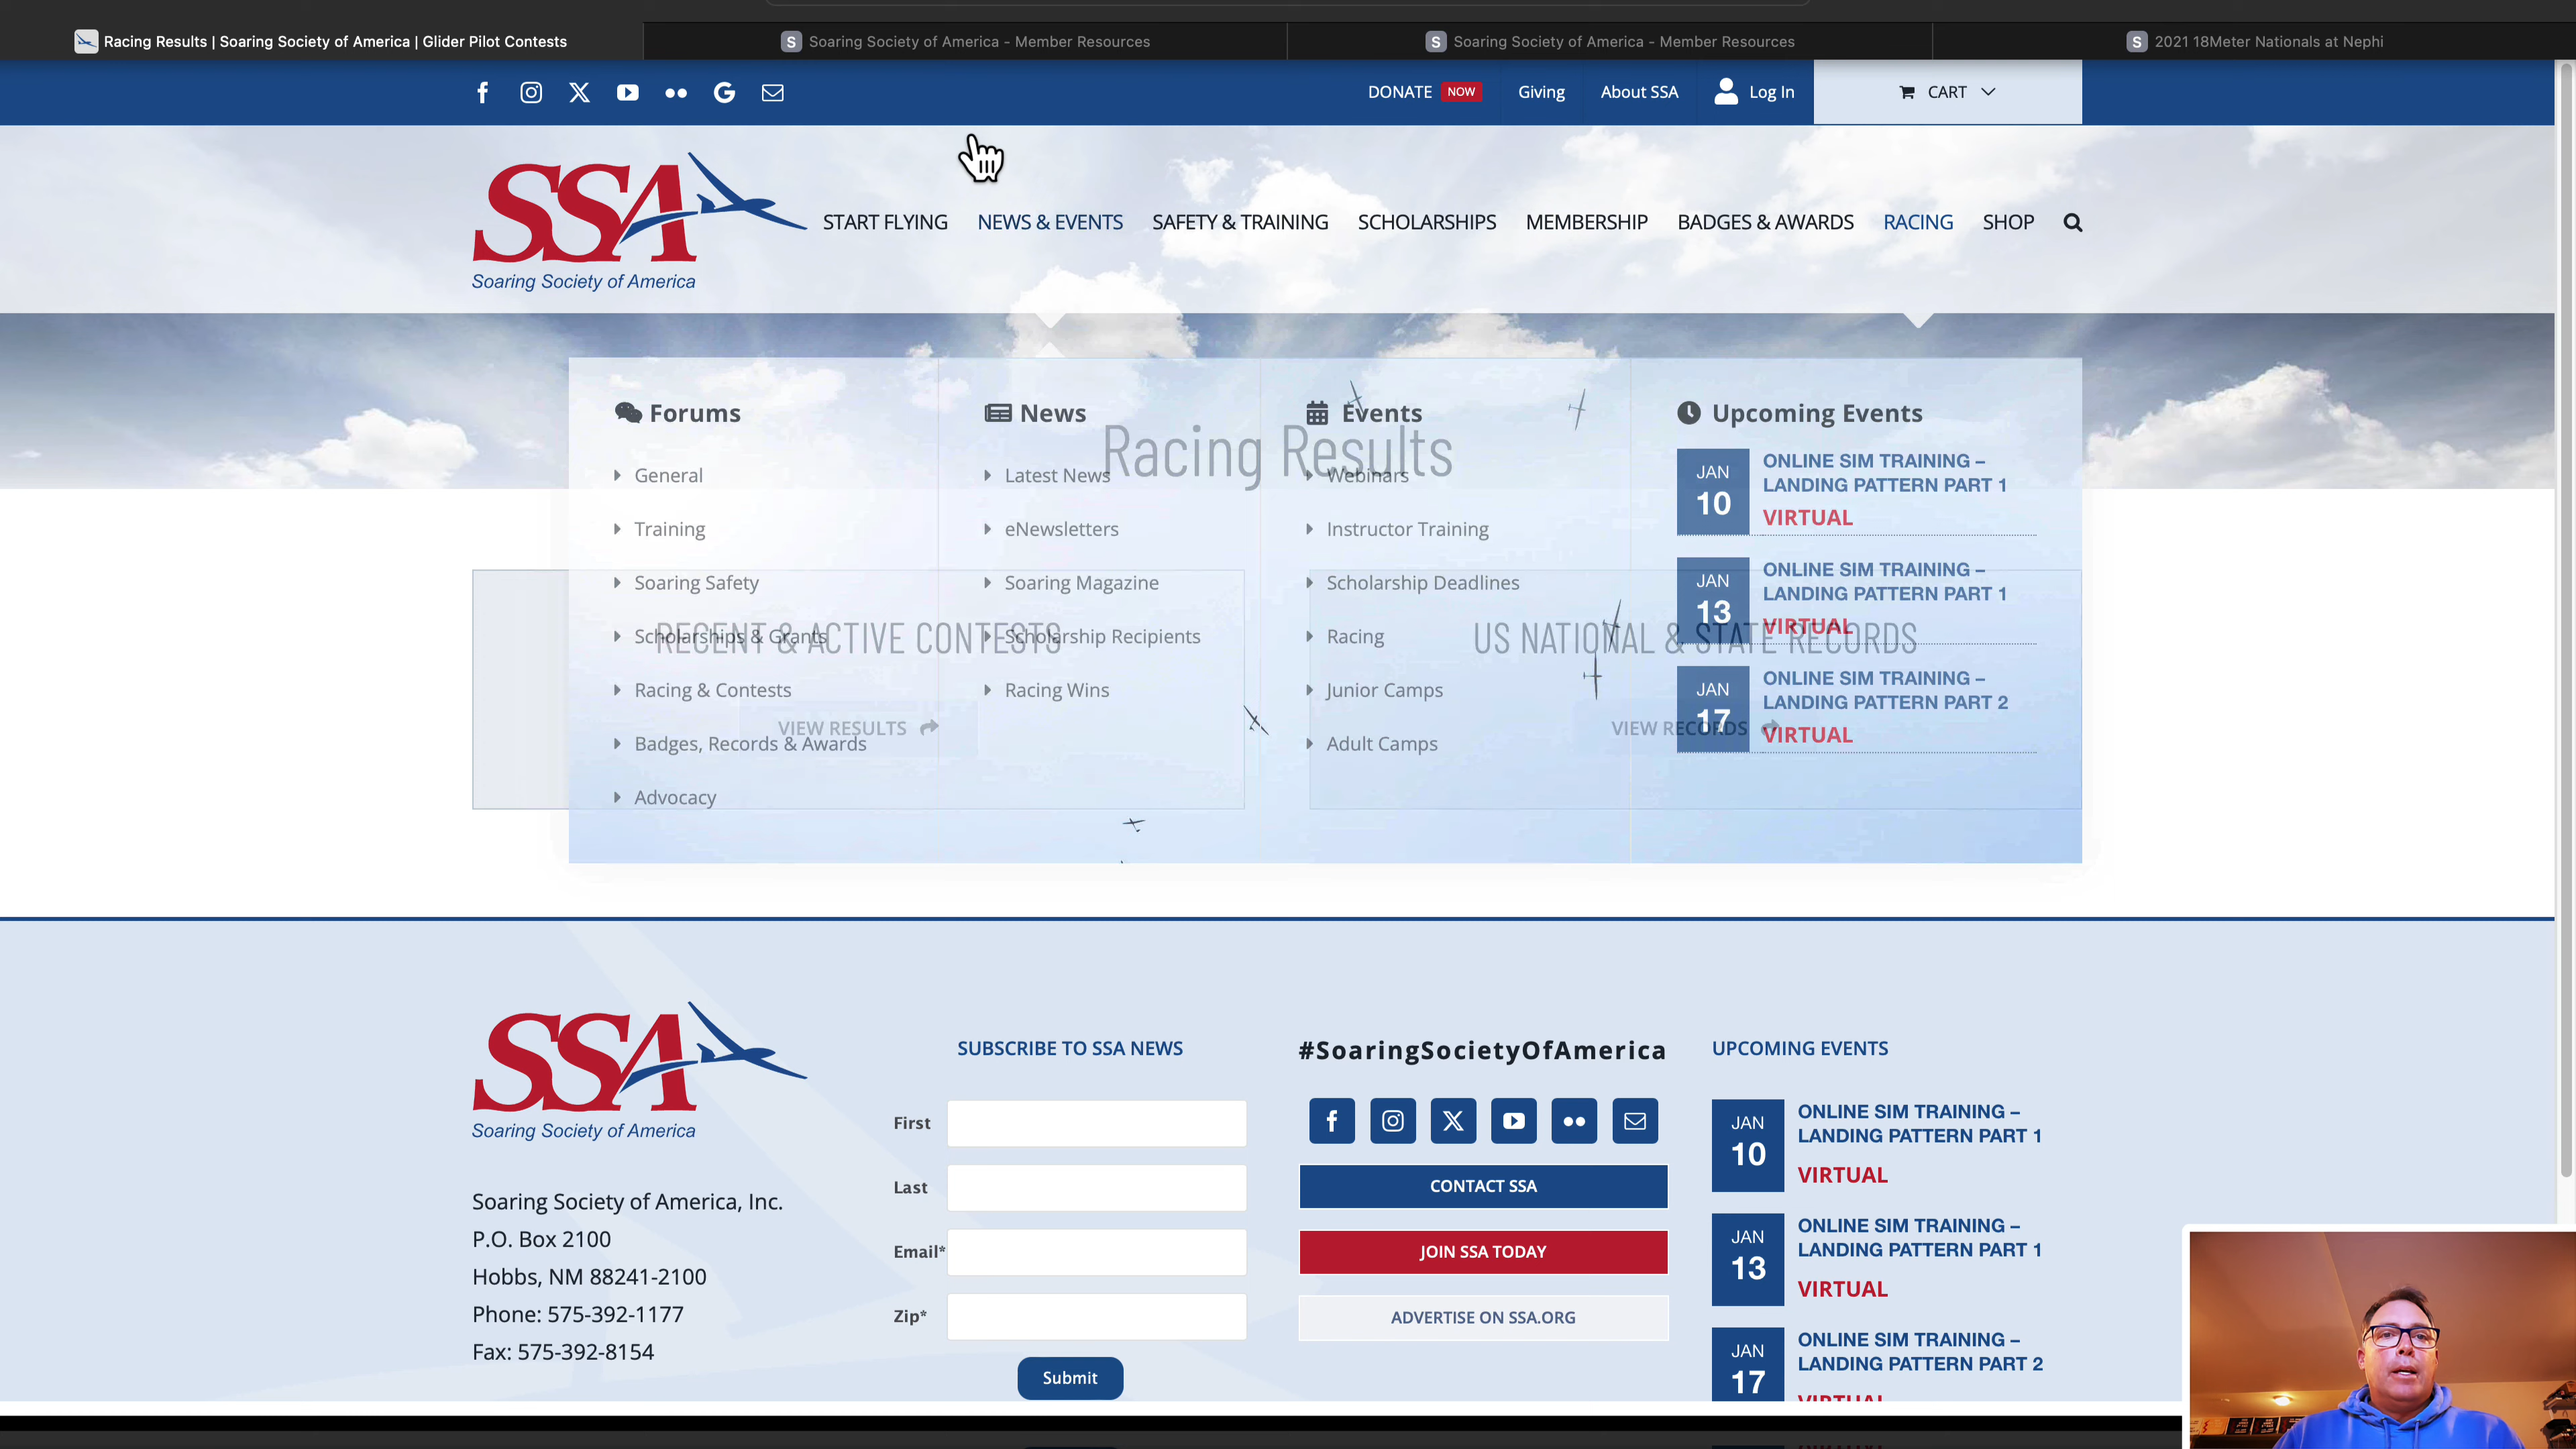 Racing Results | Soaring Society of America | Glider Pilot Contests
S Soaring Society of America - Member Resources
S Soaring Society of America - Member Resources
S 2021 18Meter Nationals at Nephi
DONATE NOW Giving About SSA Log In CART
SSA
Soaring Society of America
START FLYING NEWS & EVENTS SAFETY & TRAINING SCHOLARSHIPS MEMBERSHIP BADGES & AWARDS RACING SHOP
Racing Results
Forums
General
Training
Soaring Safety
Scholarships & Grants
Racing & Contests
Badges, Records & Awards
Advocacy
News
Latest News
eNewsletters
Soaring Magazine
Scholarship Recipients
Racing Wins
Events
Webinars
Instructor Training
Scholarship Deadlines
Racing
Junior Camps
Adult Camps
Upcoming Events
JAN
10
ONLINE SIM TRAINING –
LANDING PATTERN PART 1
VIRTUAL
JAN
13
ONLINE SIM TRAINING –
LANDING PATTERN PART 1
VIRTUAL
JAN
17
ONLINE SIM TRAINING –
LANDING PATTERN PART 2
VIRTUAL
RECENT & ACTIVE CONTESTS
VIEW RESULTS
US NATIONAL & STATE RECORDS
VIEW RECORDS
SSA
Soaring Society of America
Soaring Society of America, Inc.
P.O. Box 2100
Hobbs, NM 88241-2100
Phone: 575-392-1177
Fax: 575-392-8154
SUBSCRIBE TO SSA NEWS
First
Last
Email*
Zip*
Submit
#SoaringSocietyOfAmerica
CONTACT SSA
JOIN SSA TODAY
ADVERTISE ON SSA.ORG
UPCOMING EVENTS
JAN
10
ONLINE SIM TRAINING –
LANDING PATTERN PART 1
VIRTUAL
JAN
13
ONLINE SIM TRAINING –
LANDING PATTERN PART 1
VIRTUAL
JAN
17
ONLINE SIM TRAINING –
LANDING PATTERN PART 2
VIRTUAL